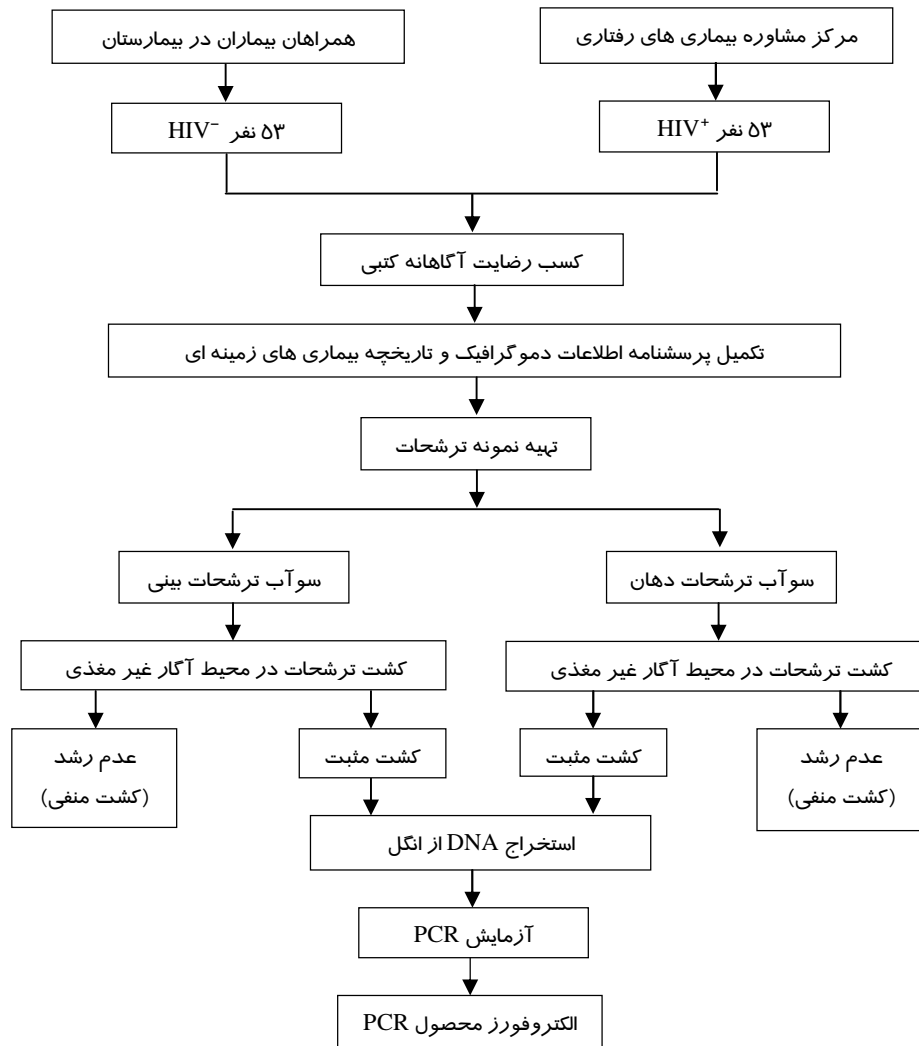 مرکز مشاوره بیماری های رفتاری
همراهان بیماران در بیمارستان
۵۳ نفر HIV⁺
۵۳ نفر HIV⁻
کسب رضایت آگاهانه کتبی
تکمیل پرسشنامه اطلاعات دموگرافیک و تاریخچه بیماری های زمینه ای
تهیه نمونه ترشحات
سوآب ترشحات دهان
سوآب ترشحات بینی
کشت ترشحات در محیط آگار غیر مغذی
کشت ترشحات در محیط آگار غیر مغذی
عدم رشد
(کشت منفی)
کشت مثبت
کشت مثبت
عدم رشد
(کشت منفی)
استخراج DNA از انگل
آزمایش PCR
الکتروفورز محصول PCR